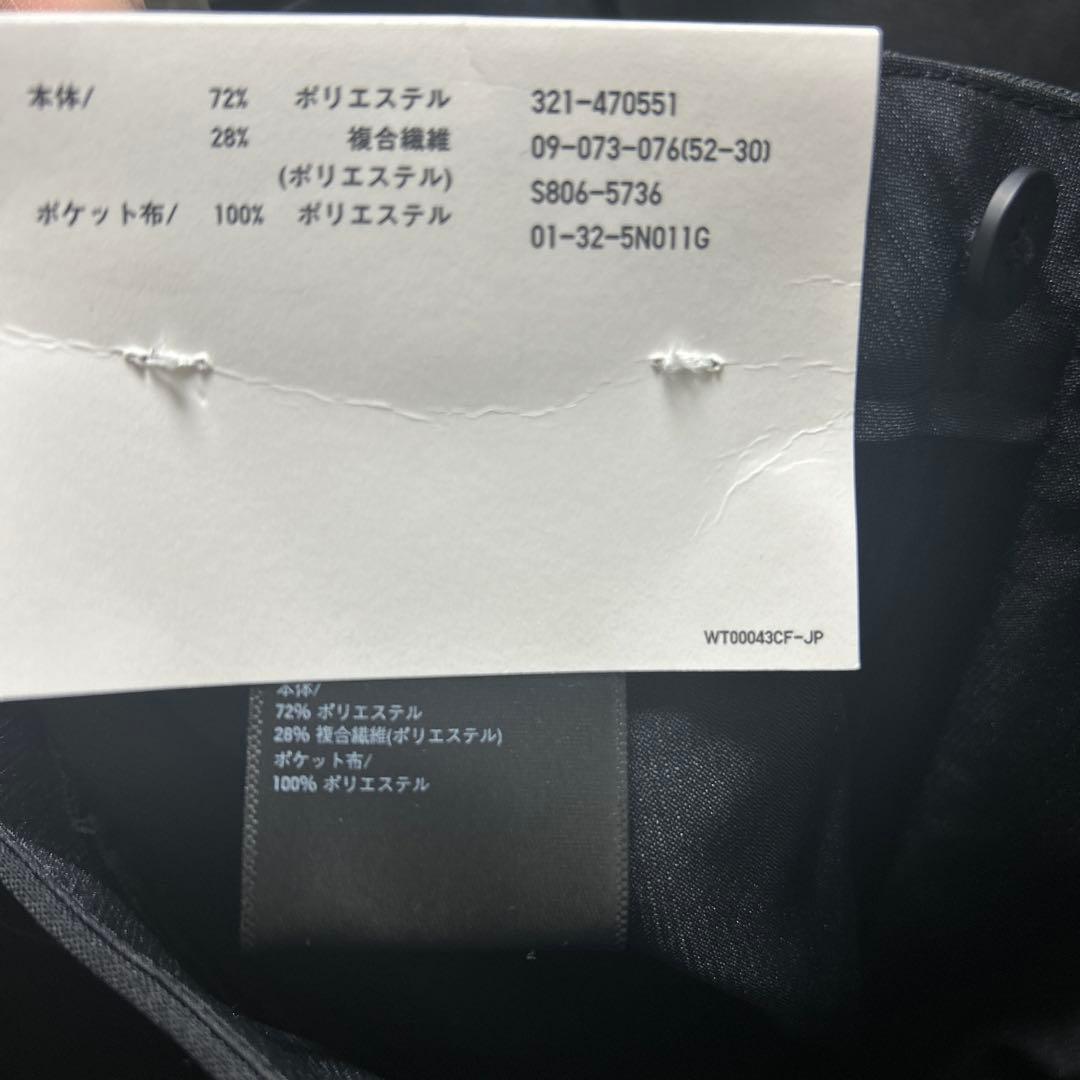 本体/ 72% ポリエステル
28% 複合繊維
(ポリエステル)
ポケット布/ 100% ポリエステル
321-470551
09-073-076(52-30)
S806-5736
01-32-5N011G
WT00043CF-JP
本体/
72% ポリエステル
28% 複合繊維(ポリエステル)
ポケット布/
100% ポリエステル